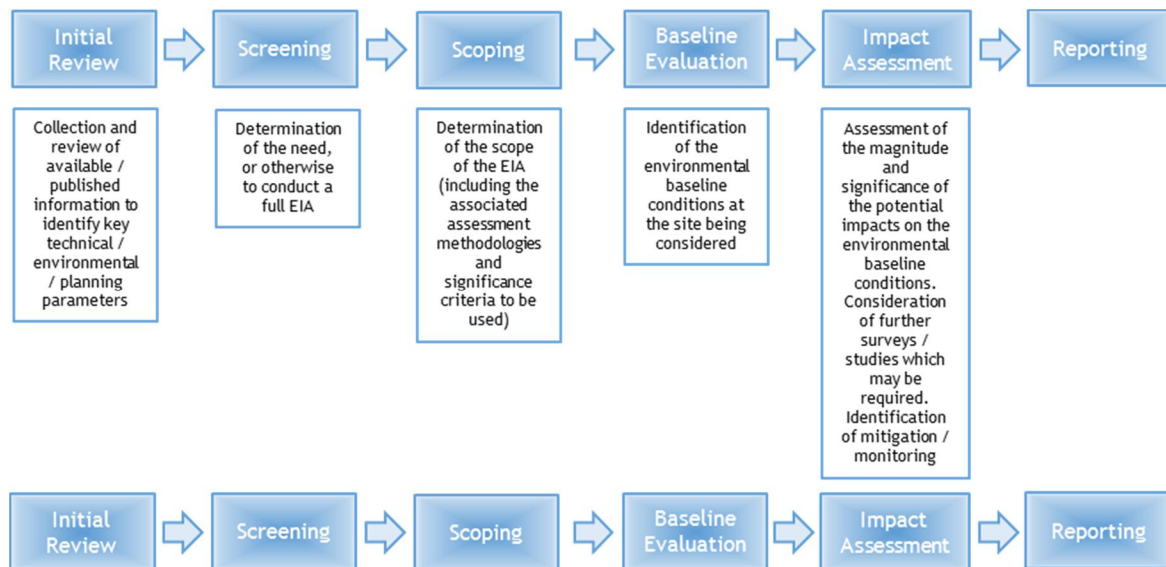 Initial
Review
Screening
Scoping
Baseline
Evaluation
Impact
Assessment
Reporting
Collection and
review of
available /
published
information to
identify key
technical /
environmental
/ planning
parameters
Determination
of the need,
or otherwise
to conduct a
full EIA
Determination
of the scope
of the EIA
(including the
associated
assessment
methodologies
and
significance
criteria to be
used)
Identification
of the
environmental
baseline
conditions at
the site being
considered
Assessment of
the magnitude
and
significance of
the potential
impacts on the
environmental
baseline
conditions.
Consideration
of further
surveys /
studies which
may be
required.
Identification
of mitigation /
monitoring
Initial
Review
Screening
Scoping
Baseline
Evaluation
Impact
Assessment
Reporting